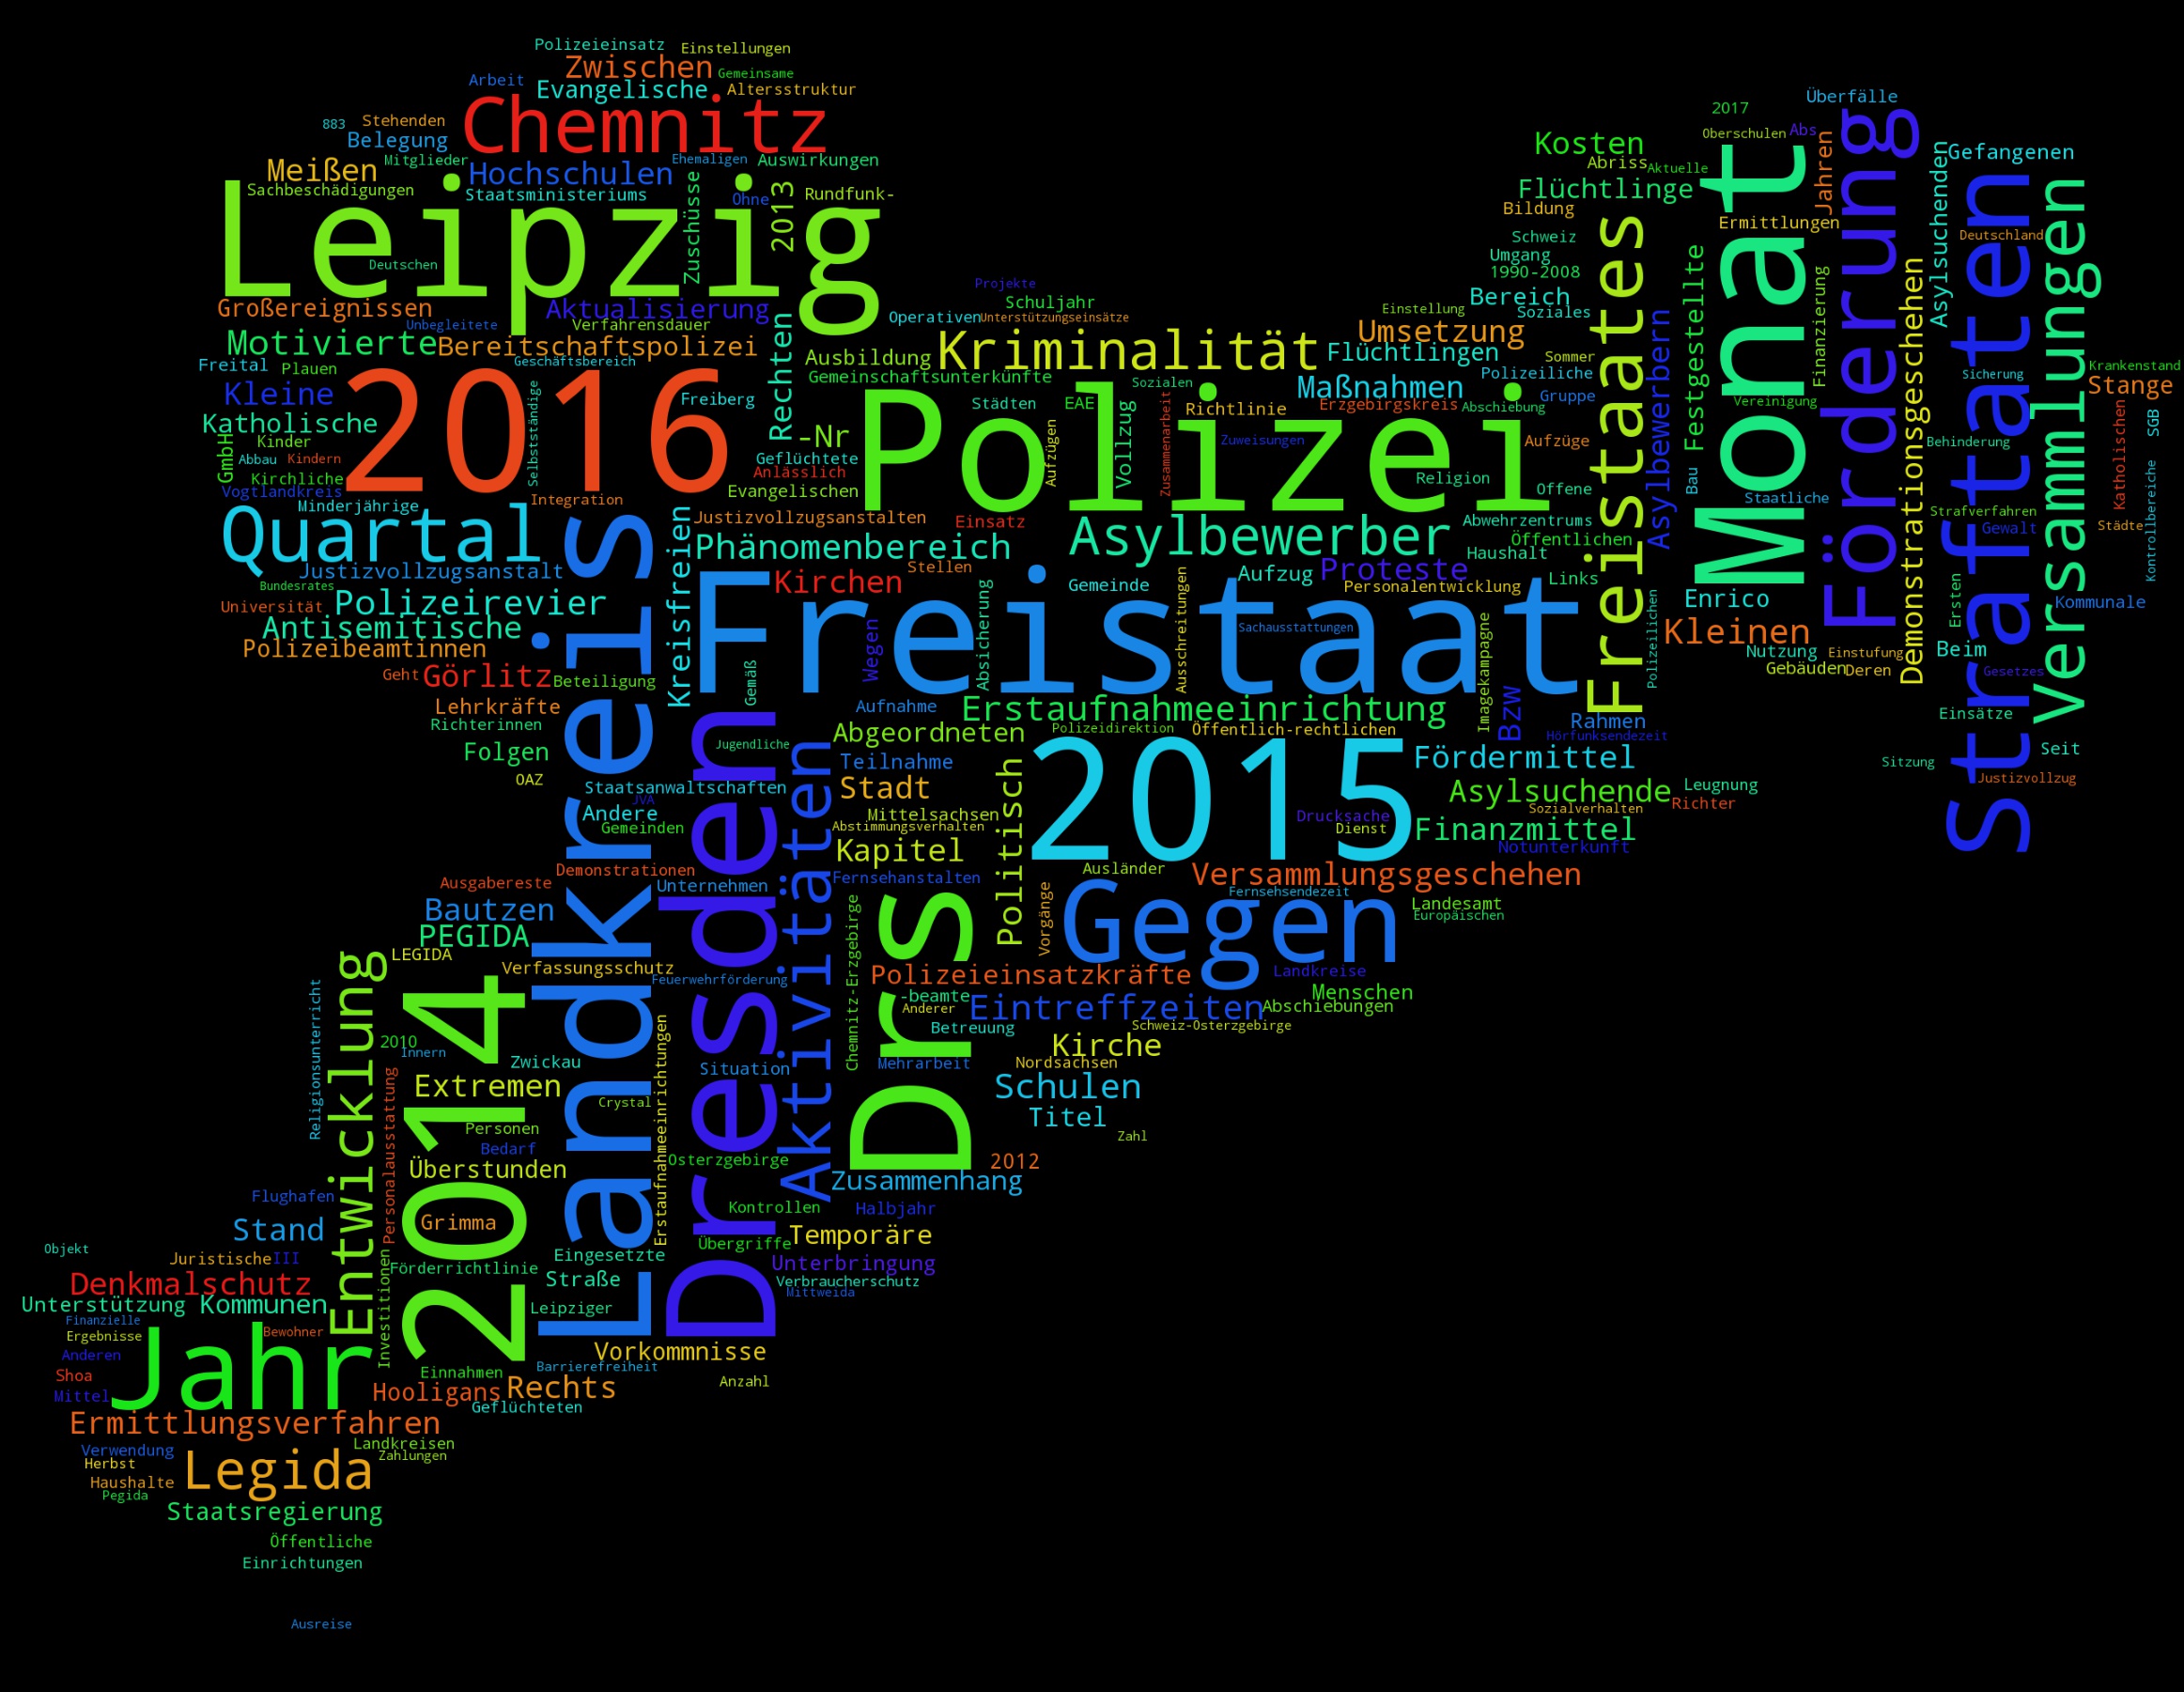 Polizeieinsatz
Einstellungen
Zwischen
Gemeinsame
Arbeit
Evangelische
Altersstruktur
Chemnitz
883
Stehenden
Belegung
Mitglieder
Ehemaligen
Auswirkungen
Meißen
Hochschulen
Sachbeschädigungen
Staatsministeriums
Zuschüsse
Ohne
2013
Rundfunk-
Leipzig
Deutschen
Großereignissen
Aktualisierung
Unbegleitete
Verfahrensdauer
Motivierte
Bereitschaftspolizei
Rechten
Freital
Plauen
Geschäftsbereich
Kleine
2016
Selbstständige
Freiberg
Katholische
GmbH
Kinder
Abbau
Kindern
Kirchliche
Vogtlandkreis
Minderjährige
Integration
Quartal
Justizvollzugsanstalt
Bundesrates
Universität
Polizeirevier
Antisemitische
Polizeibeamtinnen
Geht
Görlitz
Beteiligung
Lehrkräfte
Richterinnen
Folgen
OAZ
Landkreis
Kreisfreien
Projekte
Schuljahr
Operativen
Unterstützungseinsätze
Ausbildung
Kriminalität
Gemeinschaftsunterkünfte
Städten
EAE
Sozialen
-Nr
Polizei
Geflüchtete
Anlässlich
Evangelischen
Aufzügen
Vollzug
Zusammenarbeit
Richtlinie
Zuweisungen
Erzgebirgskreis
Abschiebung
Religion
Maßnahmen
Flüchtlingen
Umsetzung
Einstellung
Sommer
Polizeiliche
Gruppe
Aufzüge
Offene
Justizvollzugsanstalten
Einsatz
Phänomenbereich
Asylbewerber
Abwehrzentrums
Öffentlichen
Haushalt
Stellen
Kirchen
Gemeinde
Aufzug
Proteste
Links
Personalentwicklung
Freistaat
Sachausstattungen
Wegen
Gemäß
Absicherung
Ausschreitungen
Imagekampagne
Bzw
Polizeilichen
Kosten
Abriss
Aktuelle
Flüchtlinge
Bildung
Schweiz
Umgang
1990-2008
Bereich
Soziales
Freistaates
Asylbewerbern
Festgestellte
Bau
2017
Oberschulen
Abs
Überfälle
Monat
Jahren
Ermittlungen
Finanzierung
Vereinigung
Staatliche
Förderung
Demonstrationsgeschehen
Asylsuchenden
Gefangenen
Deutschland
Straftaten
Sicherung
Behinderung
Strafverfahren
Gewalt
Versammlungen
Krankenstand
Stange
Katholischen
SGB
Städte
Kontrollbereiche
Kommunale
Enrico
Kleinen
Nutzung
Einstufung
Gebäuden
Deren
Ersten
Beim
Gesetzes
Einsätze
Seit
Sitzung
Justizvollzug
Aufnahme
Erstaufnahmeeinrichtung
Rahmen
Hörfunksendezeit
Abgeordneten
Polizeidirektion
Öffentlich-rechtlichen
Jugendliche
Teilnahme
Fördermittel
Staatsanwaltschaften
Stadt
2015
Asylsuchende
Leugnung
Sozialverhalten
Richter
JVA
Andere
Gemeinden
Mittelsachsen
Abstimmungsverhalten
Drucksache
Dienst
Finanzmittel
Notunterkunft
Politisch
Kapitel
Demonstrationen
Fernsehanstalten
Ausländer
Versammlungsgeschehen
Ausgabereste
Unternehmen
Fernsehsendezeit
Landesamt
Europäischen
Bautzen
Gegen
Vorgänge
Chemnitz-Erzgebirge
PEGIDA
LEGIDA
Verfassungsschutz
Feuerwehrförderung
Dresden
Aktivitäten
Drs
Polizeieinsatzkräfte
Landkreise
-beamte
Anderer
Eintreffzeiten
Menschen
Abschiebungen
Betreuung
Schweiz-Osterzgebirge
Kirche
Mehrarbeit
Nordsachsen
Schulen
Titel
Zahl
2012
Religionsunterricht
Entwicklung
2010
Innern
2014
Zwickau
Situation
Extremen
Crystal
Personen
Bedarf
Personalausstattung
Erstaufnahmeeinrichtungen
Osterzgebirge
Überstunden
Zusammenhang
Flughafen
Grimma
Kontrollen
Halbjahr
Stand
Temporäre
Übergriffe
Objekt
Juristische
III
Förderrichtlinie
Eingesetzte
Unterbringung
Denkmalschutz
Straße
Verbraucherschutz
Mittweida
Unterstützung
Kommunen
Leipziger
Finanzielle
Ergebnisse
Bewohner
Investitionen
Anderen
Jahr
Vorkommnisse
Shoa
Einnahmen
Barrierefreiheit
Anzahl
Mittel
Hooligans
Rechts
Geflüchteten
Ermittlungsverfahren
Landkreisen
Zahlungen
Verwendung
Herbst
Legida
Haushalte
Pegida
Staatsregierung
Öffentliche
Einrichtungen
Ausreise